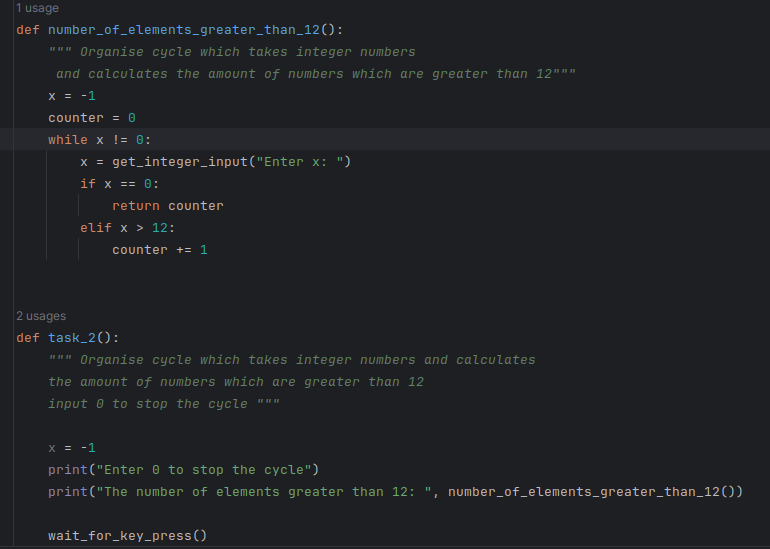 1 usage
def number_of_elements_greater_than_12():
    """ Organise cycle which takes integer numbers
     and calculates the amount of numbers which are greater than 12"""
    x = -1
    counter = 0
    while x != 0:
        x = get_integer_input("Enter x: ")
        if x == 0:
            return counter
        elif x > 12:
            counter += 1
2 usages
def task_2():
    """ Organise cycle which takes integer numbers and calculates
    the amount of numbers which are greater than 12
    input 0 to stop the cycle """
    x = -1
    print("Enter 0 to stop the cycle")
    print("The number of elements greater than 12: ", number_of_elements_greater_than_12())
    wait_for_key_press()